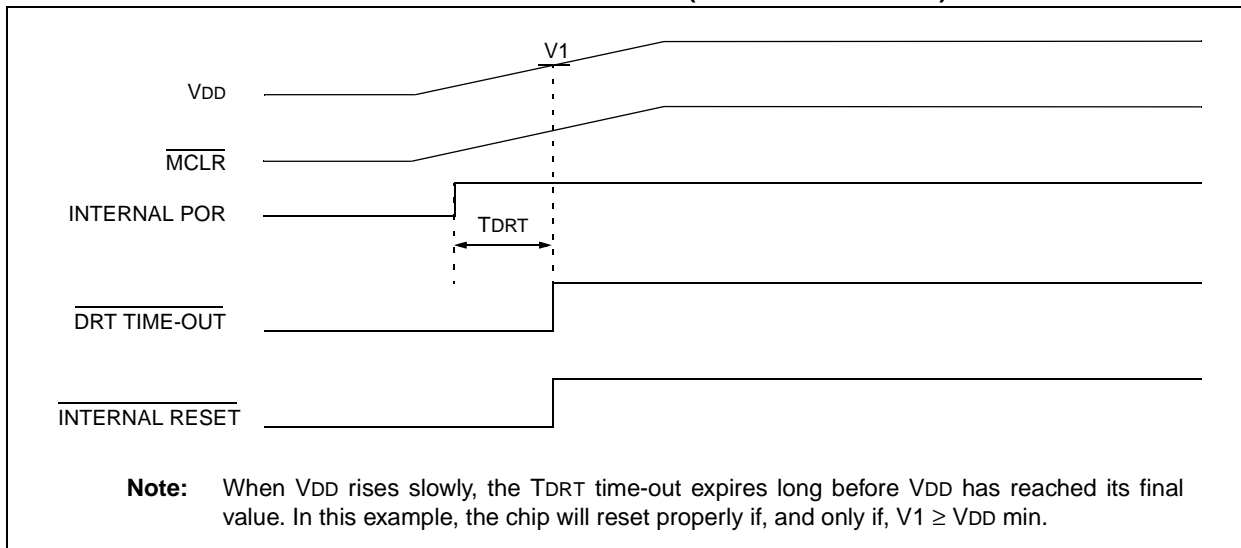 V1
VDD
MCLR
INTERNAL POR
TDRT
DRT TIME-OUT
INTERNAL RESET
Note: When VDD rises slowly, the TDRT time-out expires long before VDD has reached its final
value. In this example, the chip will reset properly if, and only if, V1 ≥ VDD min.